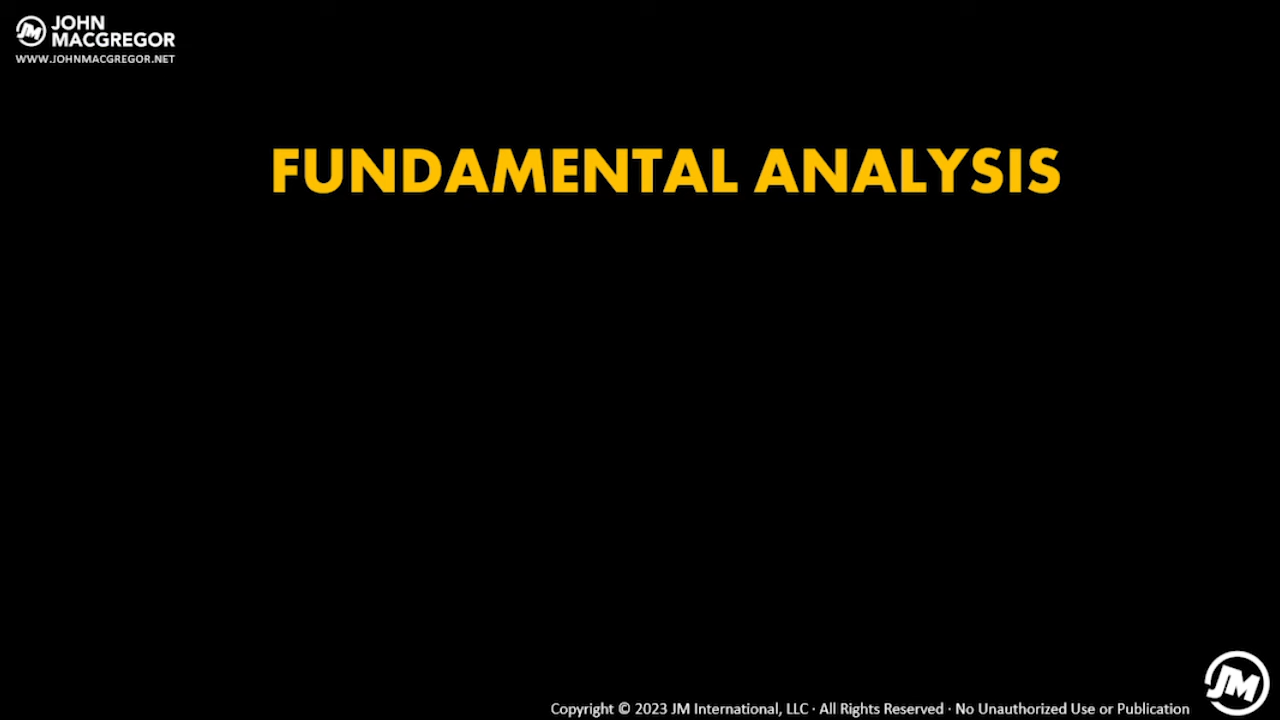 JM JOHN
MACGREGOR
WWW.JOHNMACGREGOR.NET
FUNDAMENTAL ANALYSIS
JM
Copyright © 2023 JM International, LLC · All Rights Reserved · No Unauthorized Use or Publication